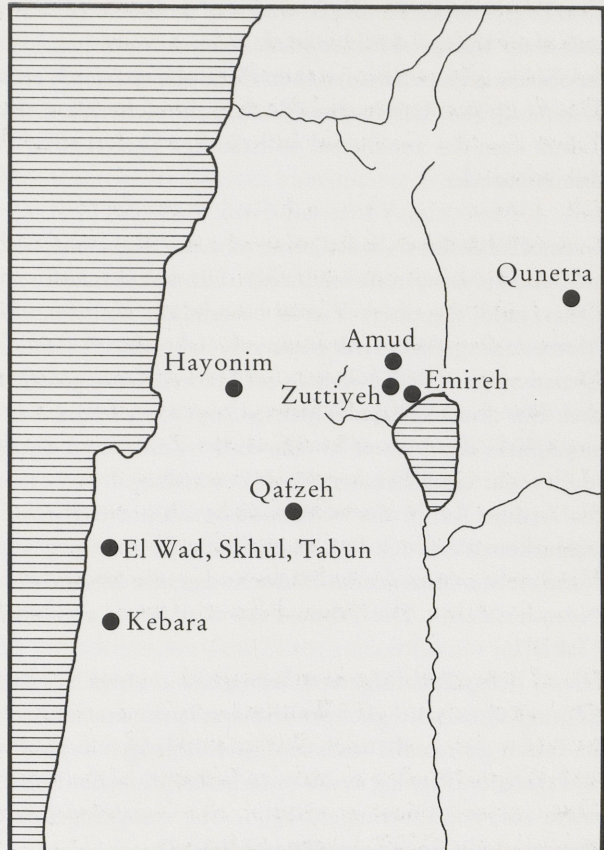 Qunetra
Amud
Hayonim
Zuttiyeh
Emireh
Qafzeh
El Wad, Skhul, Tabun
Kebara